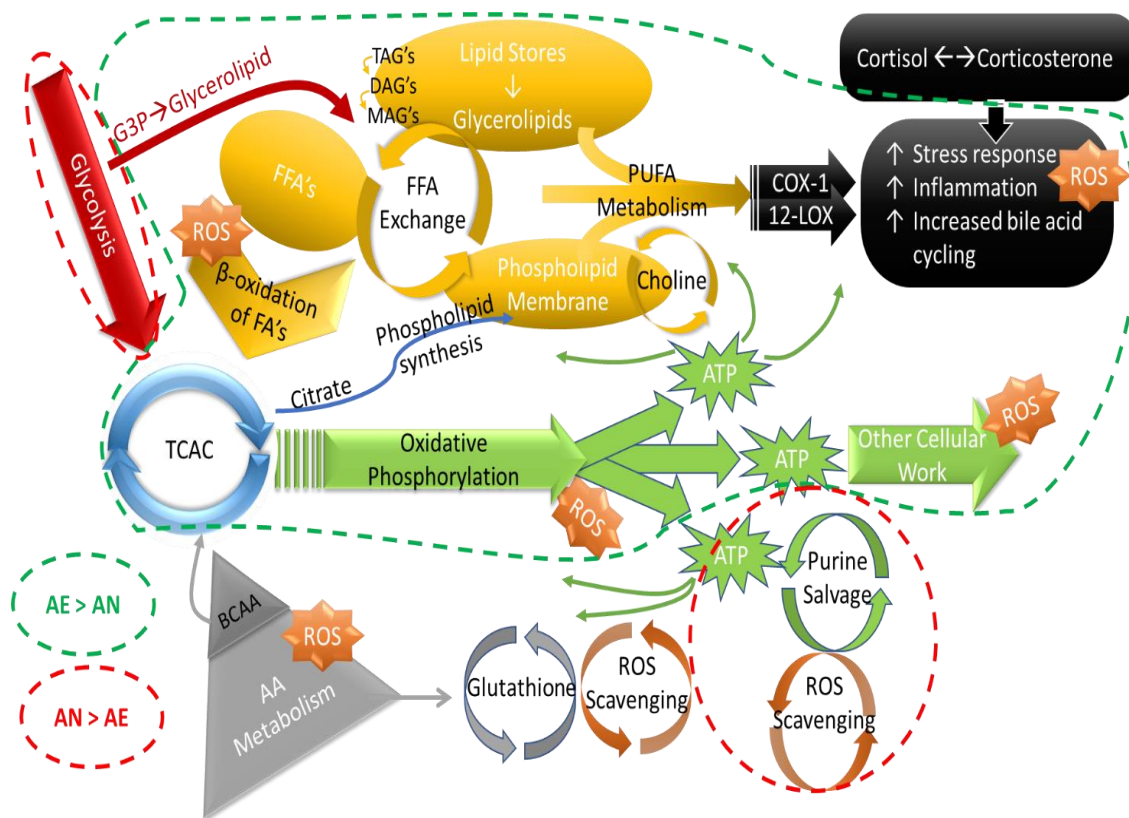 Glycolysis
G3P→Glycerolipid
TAG's
DAG's
MAG's
Lipid Stores
↓
Glycerolipids
Cortisol ←→Corticosterone
FFA's
FFA
Exchange
PUFA
Metabolism
COX-1
12-LOX
↑ Stress response
↑ Inflammation
↑ Increased bile acid
cycling
ROS
ROS
β-oxidation
of FA's
Phospholipid
Membrane
Choline
Phospholipid
synthesis
Citrate
ATP
TCAC
Oxidative
Phosphorylation
ROS
ATP
Other Cellular
Work
ROS
ATP
Purine
Salvage
AE > AN
AN > AE
BCAA
ROS
AA
Metabolism
Glutathione
ROS
Scavenging
ROS
Scavenging